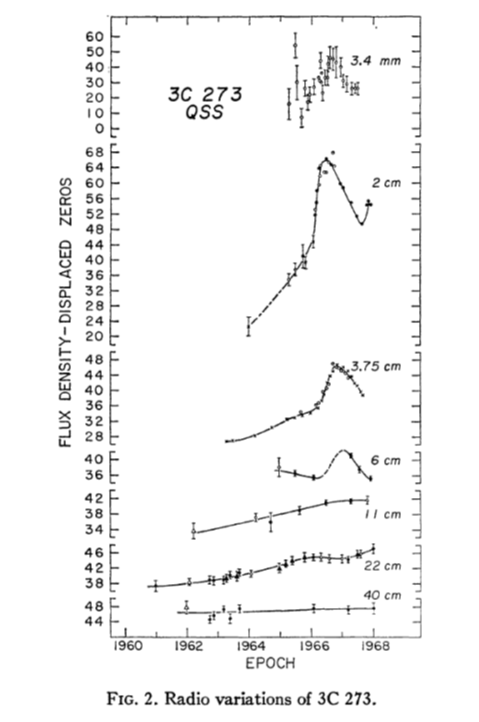 60
50
40
30
20
10
0
3.4 mm
3C 273
QSS
68
64
60
56
52
48
44
40
36
32
28
24
20
2 cm
FLUX DENSITY-DISPLACED ZEROS
48
44
40
36
32
28
3.75 cm
40
36
6 cm
42
38
34
11 cm
46
42
38
22 cm
48
44
40 cm
1960 1962 1964 1966 1968
EPOCH
FIG. 2. Radio variations of 3C 273.